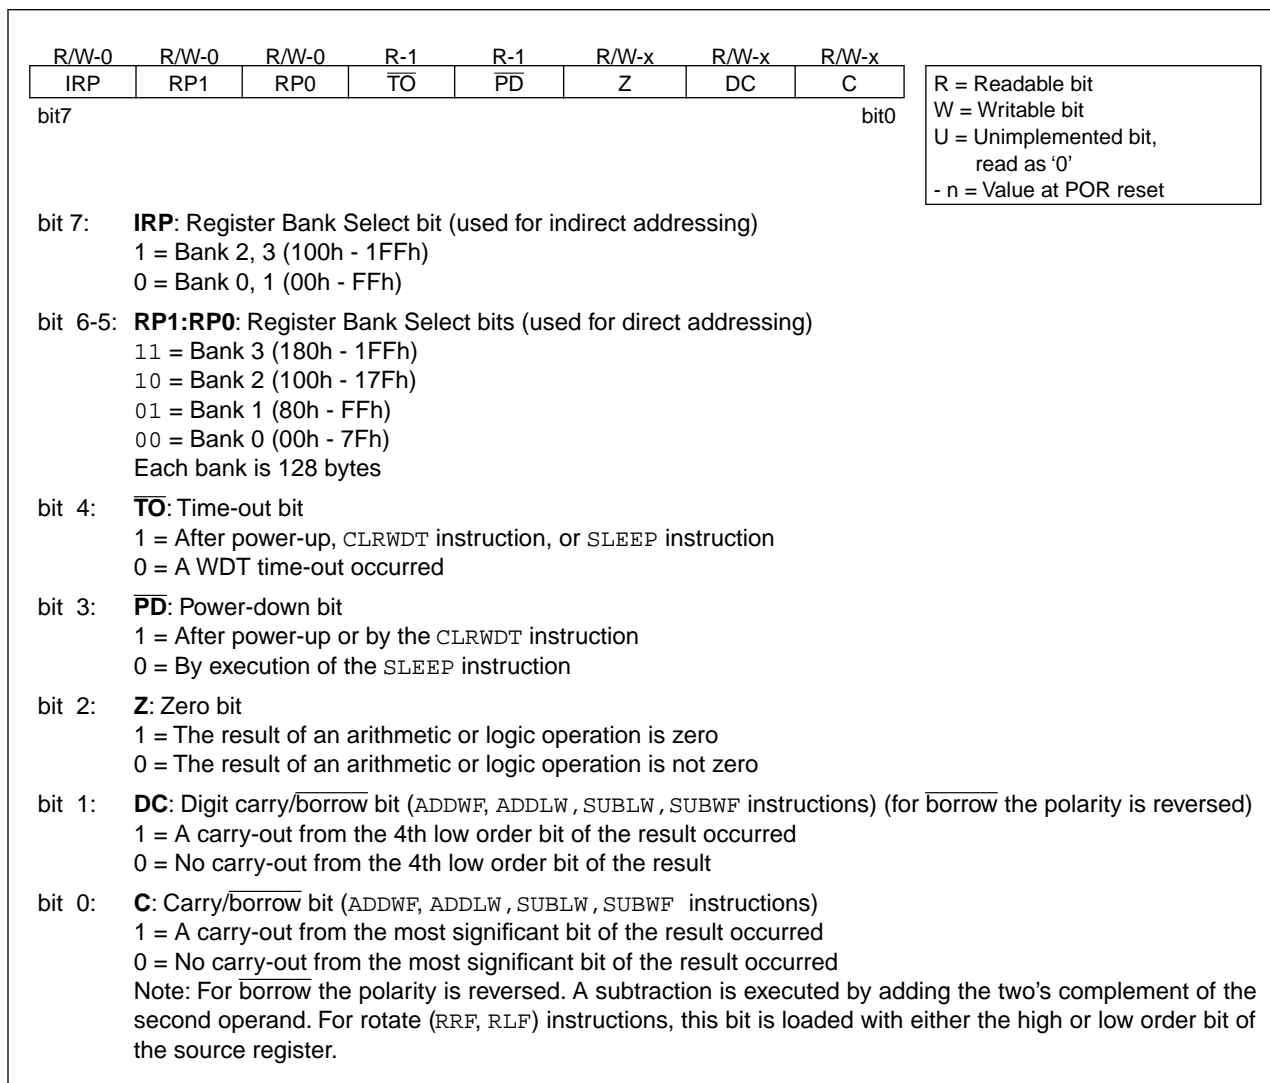 R/W-0 R/W-0 R/W-0 R-1 R-1 R/W-x R/W-x R/W-x
IRP RP1 RP0 T̅O̅ P̅D̅ Z DC C
bit7 bit0
R = Readable bit
W = Writable bit
U = Unimplemented bit,
read as ‘0’
- n = Value at POR reset
bit 7: IRP: Register Bank Select bit (used for indirect addressing)
1 = Bank 2, 3 (100h - 1FFh)
0 = Bank 0, 1 (00h - FFh)
bit 6-5: RP1:RP0: Register Bank Select bits (used for direct addressing)
11 = Bank 3 (180h - 1FFh)
10 = Bank 2 (100h - 17Fh)
01 = Bank 1 (80h - FFh)
00 = Bank 0 (00h - 7Fh)
Each bank is 128 bytes
bit 4: T̅O̅: Time-out bit
1 = After power-up, CLRWDT instruction, or SLEEP instruction
0 = A WDT time-out occurred
bit 3: P̅D̅: Power-down bit
1 = After power-up or by the CLRWDT instruction
0 = By execution of the SLEEP instruction
bit 2: Z: Zero bit
1 = The result of an arithmetic or logic operation is zero
0 = The result of an arithmetic or logic operation is not zero
bit 1: DC: Digit carry/b̅o̅r̅r̅o̅w̅ bit (ADDWF, ADDLW,SUBLW,SUBWF instructions) (for b̅o̅r̅r̅o̅w̅ the polarity is reversed)
1 = A carry-out from the 4th low order bit of the result occurred
0 = No carry-out from the 4th low order bit of the result
bit 0: C: Carry/b̅o̅r̅r̅o̅w̅ bit (ADDWF, ADDLW,SUBLW,SUBWF instructions)
1 = A carry-out from the most significant bit of the result occurred
0 = No carry-out from the most significant bit of the result occurred
Note: For b̅o̅r̅r̅o̅w̅ the polarity is reversed. A subtraction is executed by adding the two’s complement of the
second operand. For rotate (RRF, RLF) instructions, this bit is loaded with either the high or low order bit of
the source register.